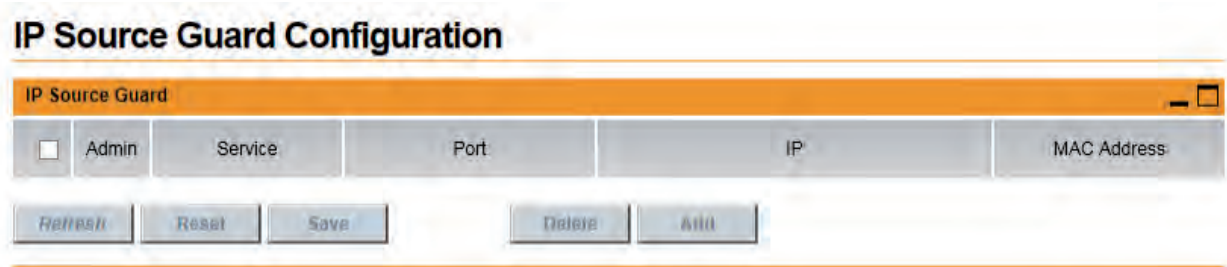 IP Source Guard Configuration
IP Source Guard
Admin Service Port IP MAC Address
Refresh Reset Save Delete Add